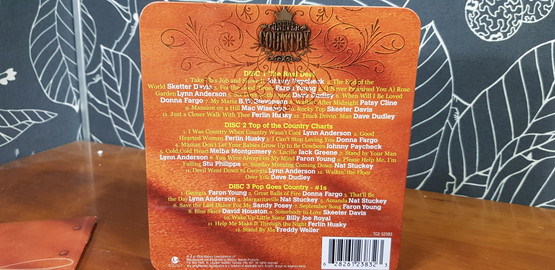 FOREVER
COUNTRY
DISC 1
1. Take This Job and Shove It Johnny Paycheck 2. The End of the
World Skeeter Davis 3. For the Good Times Faron Young 4. (I Never Promised You A) Rose
Garden Lynn Anderson Dave Dudley 6. When Will I Be Loved
Donna Fargo 7. My Maria B.W. Stevenson 8. Walkin' After Midnight Patsy Cline
9. Mansion on a Hill Mac Wiseman 10. Rocky Top Skeeter Davis
11. Just a Closer Walk With Thee Ferlin Husky 12. Truck Drivin' Man Dave Dudley
DISC 2 Top of the Country Charts
1. I Was Country When Country Wasn't Cool Lynn Anderson 2. Good
Hearted Woman Ferlin Husky 3. I Can't Stop Loving You Donna Fargo
4. Mamas Don't Let Your Babies Grow Up to Be Cowboys Johnny Paycheck
5. Cold Cold Heart Melba Montgomery 6. Lucille Jack Greene 7. Stand by Your Man
Lynn Anderson 8. You Were Always on My Mind Faron Young 9. Please Help Me, I'm
Falling Stu Phillips 10. Sunday Morning Coming Down Nat Stuckey
11. Devil Went Down to Georgia Lynn Anderson 12. Waltzin' the Floor
Over You Dave Dudley
DISC 3 Pop Goes Country - #1s
1. Georgia Faron Young 2. Great Balls of Fire Donna Fargo 3. That'll Be
the Day Lynn Anderson 4. Margaritaville Nat Stuckey 5. Amanda Nat Stuckey
6. Save the Last Dance For Me Sandy Posey 7. September Song Faron Young
8. Blue Skies David Houston 9. Somebody to Love Skeeter Davis
10. Wake Up Little Susie Billy Joe Royal
11. Help Me Make It Through the Night Ferlin Husky
12. Stand By Me Freddy Weller
TG2 52383
6 28261 23832 3